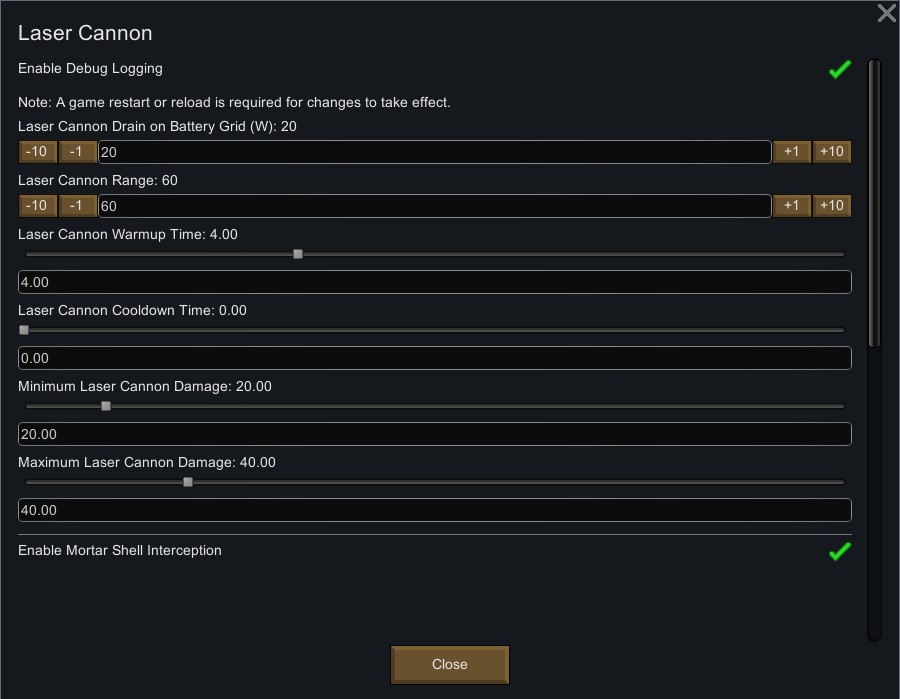 Laser Cannon
Enable Debug Logging
Note: A game restart or reload is required for changes to take effect.
Laser Cannon Drain on Battery Grid (W): 20
-10 -1 20 +1 +10
Laser Cannon Range: 60
-10 -1 60 +1 +10
Laser Cannon Warmup Time: 4.00
4.00
Laser Cannon Cooldown Time: 0.00
0.00
Minimum Laser Cannon Damage: 20.00
20.00
Maximum Laser Cannon Damage: 40.00
40.00
Enable Mortar Shell Interception
Close